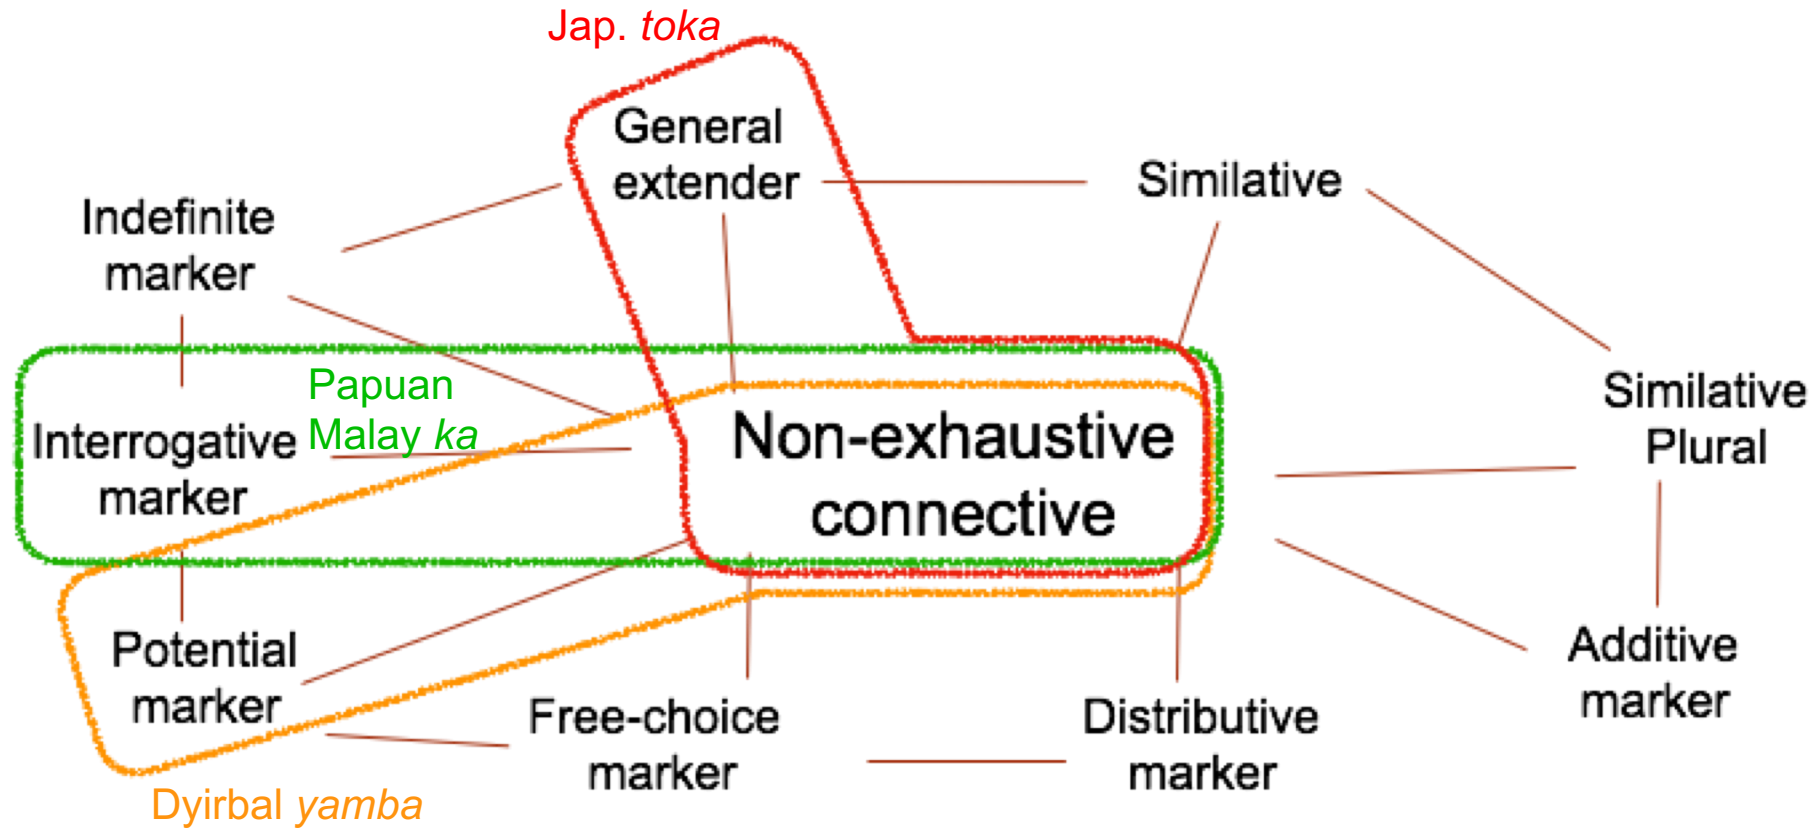 Jap. toka
General
extender
Similative
Indefinite
marker
Papuan
Malay ka
Interrogative
marker
Non-exhaustive
connective
Similative
Plural
Potential
marker
Free-choice
marker
Distributive
marker
Additive
marker
Dyirbal yamba